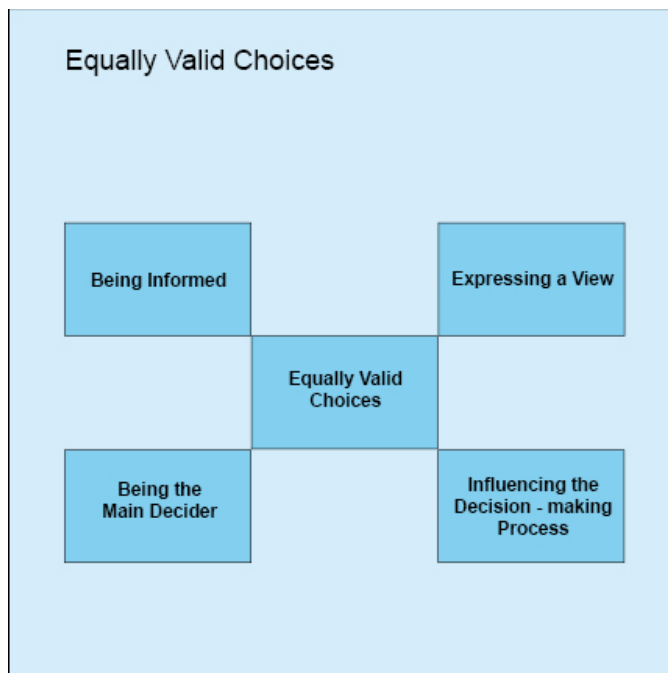 Equally Valid Choices
Being Informed
Expressing a View
Equally Valid
Choices
Being the
Main Decider
Influencing the
Decision - making
Process